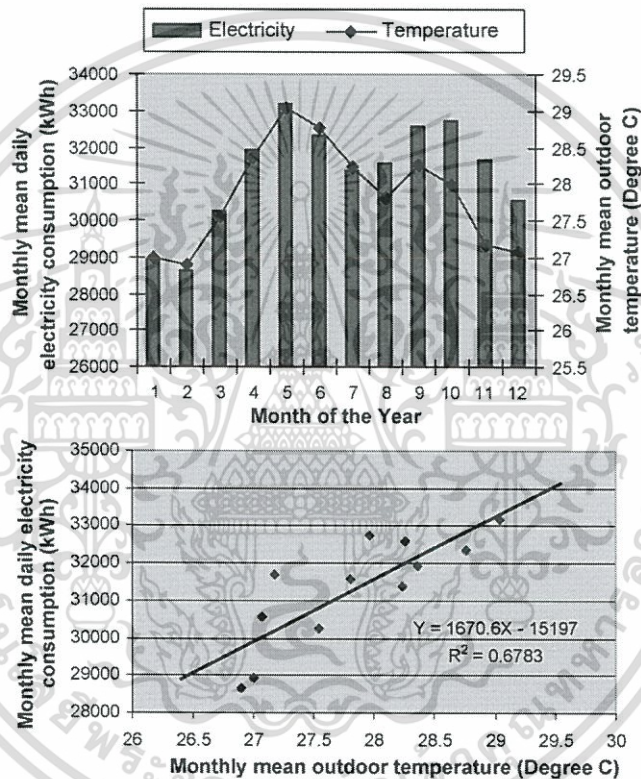 Electricity Temperature
Monthly mean daily
electricity consumption (kWh)
34000
33000
32000
31000
30000
29000
28000
27000
26000
29.5
29
28.5
28
27.5
27
26.5
26
25.5
Monthly mean outdoor
temperature (Degree C)
1 2 3 4 5 6 7 8 9 10 11 12
Month of the Year
Monthly mean daily electricity
consumption (kWh)
35000
34000
33000
32000
31000
30000
29000
28000
Y = 1670.6X - 15197
R² = 0.6783
26 26.5 27 27.5 28 28.5 29 29.5 30
Monthly mean outdoor temperature (Degree C)